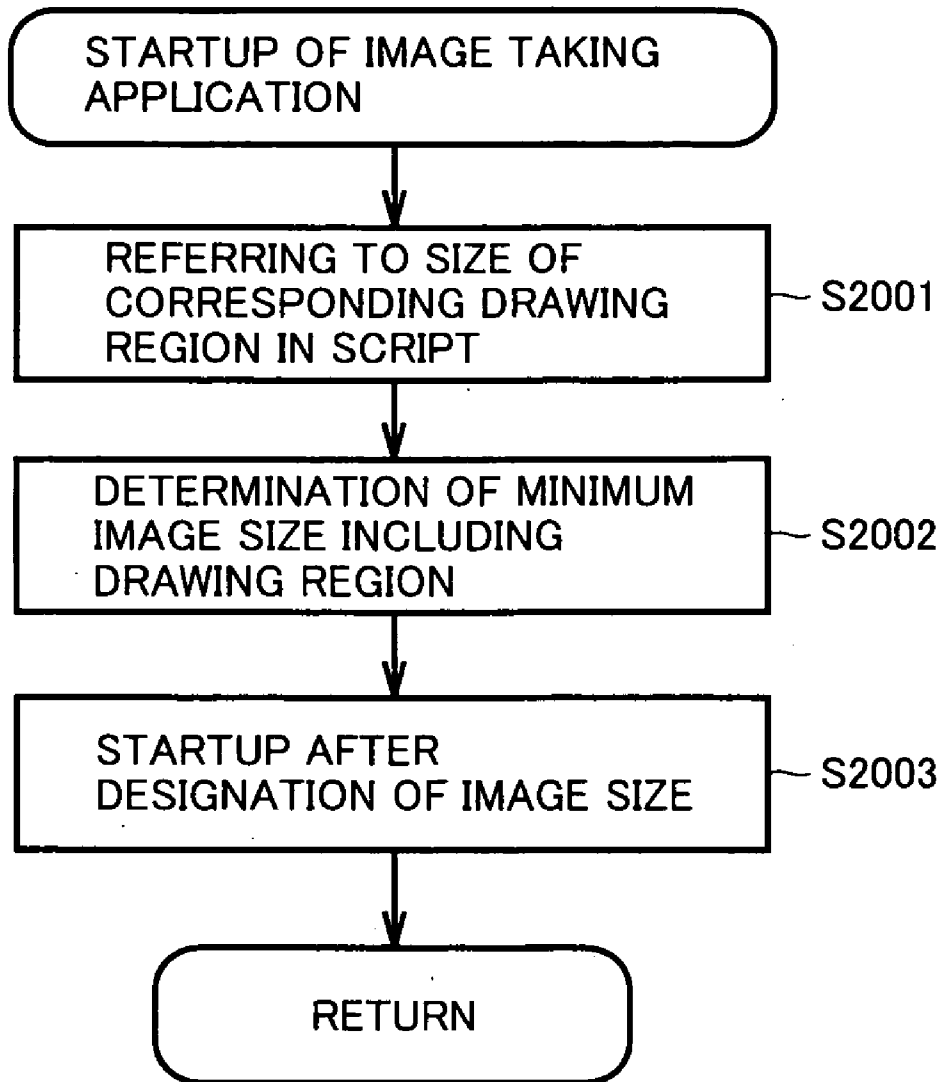 STARTUP OF IMAGE TAKING
APPLICATION
REFERRING TO SIZE OF
CORRESPONDING DRAWING
REGION IN SCRIPT
S2001
DETERMINATION OF MINIMUM
IMAGE SIZE INCLUDING
DRAWING REGION
S2002
STARTUP AFTER
DESIGNATION OF IMAGE SIZE
S2003
RETURN